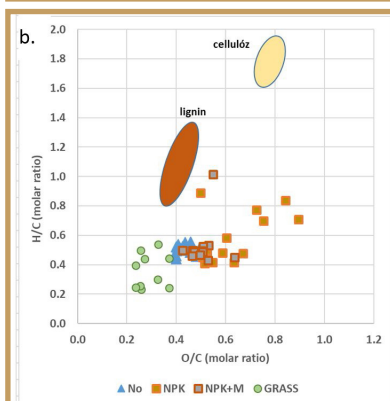 b.
2.0
1.8
1.6
1.4
1.2
1.0
0.8
0.6
0.4
0.2
0.0
H/C (molar ratio)
cellulóz
lignin
0.0 0.2 0.4 0.6 0.8 1.0 1.2
O/C (molar ratio)
No NPK NPK+M GRASS